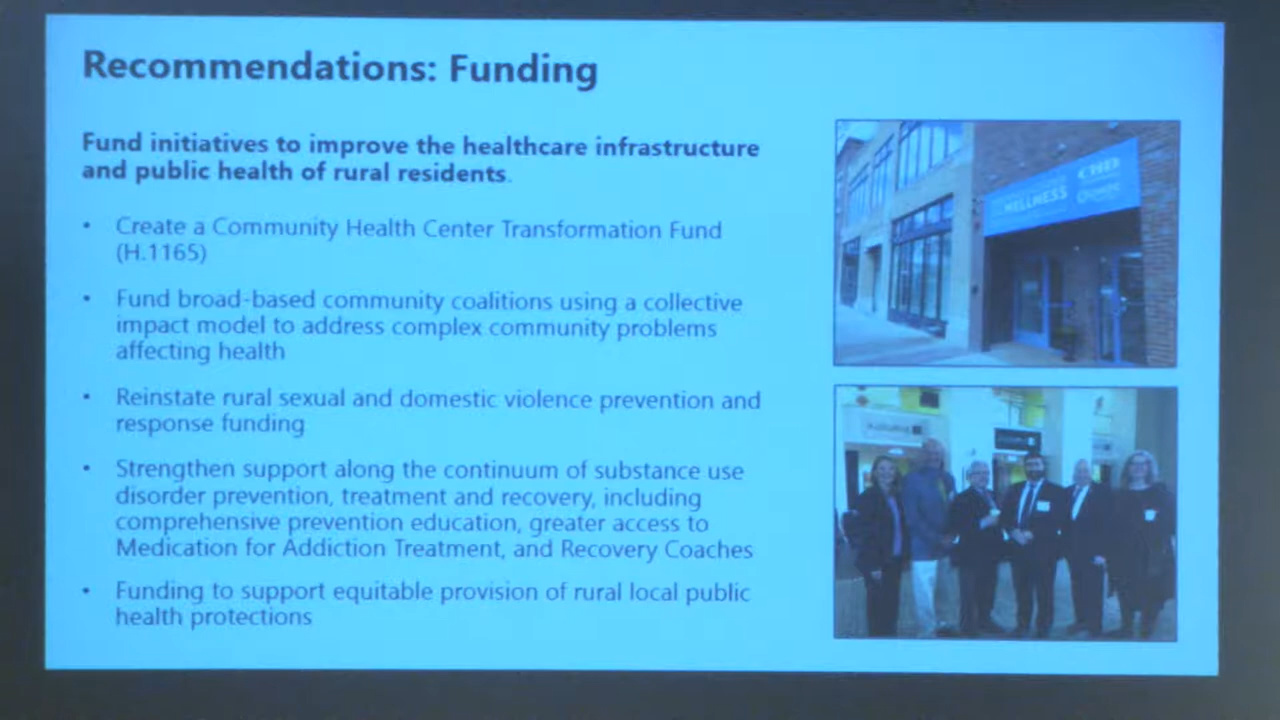 Recommendations: Funding
Fund initiatives to improve the healthcare infrastructure
and public health of rural residents.
• Create a Community Health Center Transformation Fund
(H.1165)
• Fund broad-based community coalitions using a collective
impact model to address complex community problems
affecting health
• Reinstate rural sexual and domestic violence prevention and
response funding
• Strengthen support along the continuum of substance use
disorder prevention, treatment and recovery, including
comprehensive prevention education, greater access to
Medication for Addiction Treatment, and Recovery Coaches
• Funding to support equitable provision of rural local public
health protections
CHD
WELLNESS